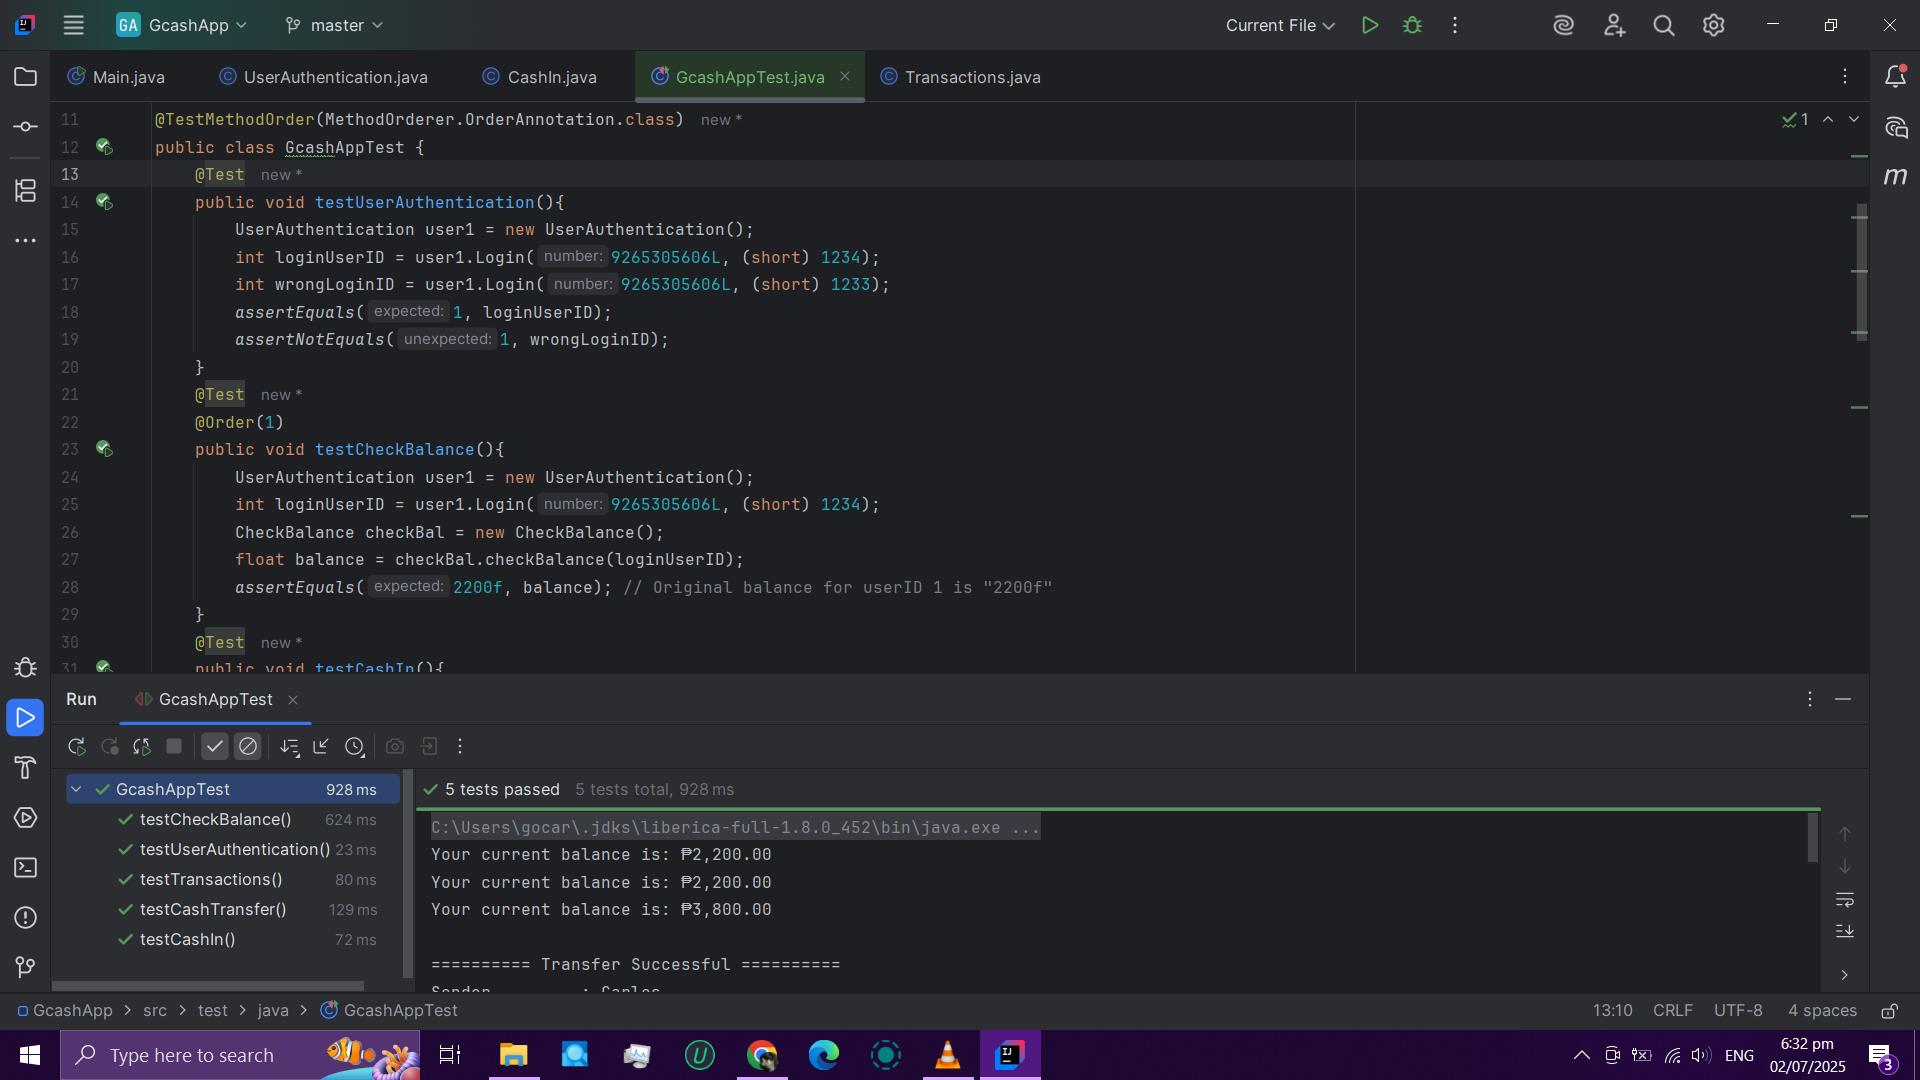 GA GcashApp master Current File
Main.java UserAuthentication.java CashIn.java GcashAppTest.java Transactions.java
11 @TestMethodOrder(MethodOrderer.OrderAnnotation.class) new * 1
12 public class GcashAppTest {
13 @Test new *
14 public void testUserAuthentication(){
15 UserAuthentication user1 = new UserAuthentication();
16 int loginUserID = user1.Login( number: 9265305606L, (short) 1234);
17 int wrongLoginID = user1.Login( number: 9265305606L, (short) 1233);
18 assertEquals( expected: 1, loginUserID);
19 assertNotEquals( unexpected: 1, wrongLoginID);
20 }
21 @Test new *
22 @Order(1)
23 public void testCheckBalance(){
24 UserAuthentication user1 = new UserAuthentication();
25 int loginUserID = user1.Login( number: 9265305606L, (short) 1234);
26 CheckBalance checkBal = new CheckBalance();
27 float balance = checkBal.checkBalance(loginUserID);
28 assertEquals( expected: 2200f, balance); // Original balance for userID 1 is "2200f"
29 }
30 @Test new *
31 public void testCashIn(){
Run GcashAppTest
GcashAppTest 928 ms
testCheckBalance() 624 ms
testUserAuthentication() 23 ms
testTransactions() 80 ms
testCashTransfer() 129 ms
testCashIn() 72 ms
5 tests passed 5 tests total, 928 ms
C:\Users\gocar\.jdks\liberica-full-1.8.0_452\bin\java.exe ...
Your current balance is: ₱2,200.00
Your current balance is: ₱2,200.00
Your current balance is: ₱3,800.00
========== Transfer Successful ==========
Sender : Carlos
GcashApp > src > test > java > GcashAppTest 13:10 CRLF UTF-8 4 spaces
Type here to search ENG 6:32 pm
02/07/2025 3